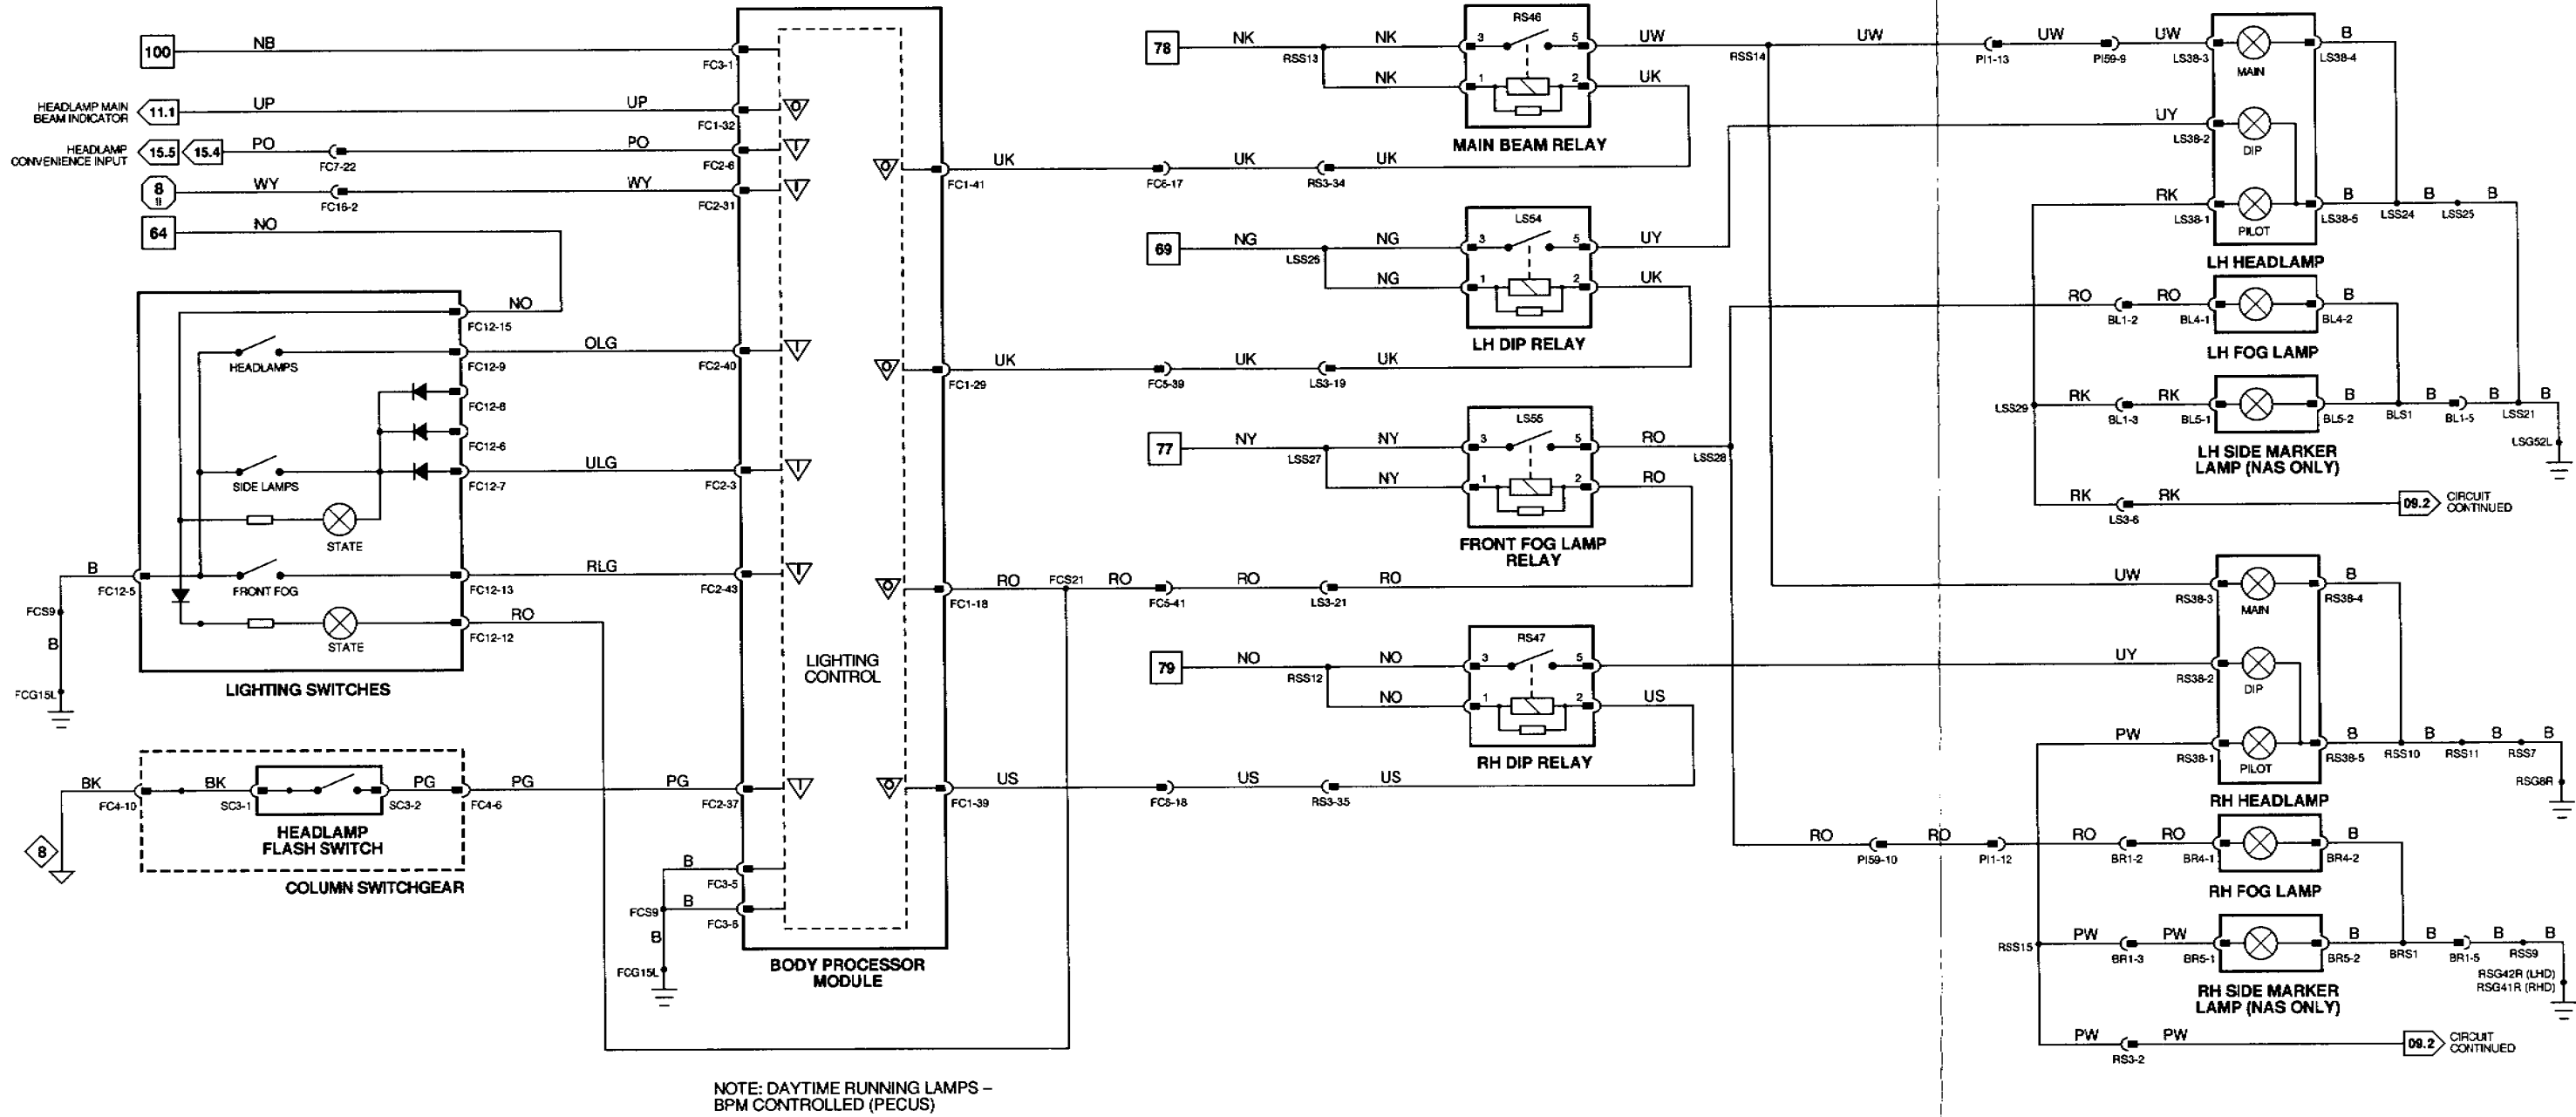 100
NB
FC3-1
HEADLAMP MAIN
BEAM INDICATOR
11.1
UP
UP
FC1-32
HEADLAMP
CONVENIENCE INPUT
15.5
15.4
PO
FC7-22
PO
FC2-6
8
II
WY
FC16-2
WY
FC2-31
64
NO
NO
FC12-15
HEADLAMPS
FC12-9
OLG
FC2-40
FC12-8
FC12-6
SIDE LAMPS
FC12-7
ULG
FC2-3
STATE
B
FC12-5
FRONT FOG
FC12-13
RLG
FC2-43
FCS9
B
FCG15L
STATE
FC12-12
RO
LIGHTING SWITCHES
BK
FC4-10
BK
SC3-1
SC3-2
PG
FC4-6
PG
PG
FC2-37
8
HEADLAMP
FLASH SWITCH
COLUMN SWITCHGEAR
B
FC3-5
FCS9
B
FC3-6
B
FCG15L
O
I
I
I
I
I
I
O
O
O
O
LIGHTING
CONTROL
BODY PROCESSOR
MODULE
NOTE: DAYTIME RUNNING LAMPS –
BPM CONTROLLED (PECUS)
FC1-41
UK
FC6-17
UK
RS3-34
UK
FC1-29
UK
FC5-39
UK
LS3-19
UK
FC1-18
RO
FCS21
RO
FC5-41
RO
LS3-21
RO
FC1-39
US
FC6-18
US
RS3-35
US
78
NK
RSS13
NK
NK
RS46
3
5
1
2
UW
UK
MAIN BEAM RELAY
RSS14
69
NG
LSS26
NG
NG
LS54
3
5
1
2
UY
UK
LH DIP RELAY
77
NY
LSS27
NY
NY
LS55
3
5
1
2
RO
RO
LSS28
FRONT FOG LAMP
RELAY
79
NO
RSS12
NO
NO
RS47
3
5
1
2
US
RH DIP RELAY
UW
PI1-13
UW
PI59-9
UW
LS38-3
MAIN
B
LS38-4
UY
LS38-2
DIP
RK
LS38-1
PILOT
LS38-5
B
LSS24
B
LSS25
B
LH HEADLAMP
RO
BL1-2
RO
BL4-1
B
BL4-2
LH FOG LAMP
LSS29
RK
BL1-3
RK
BL5-1
B
BL5-2
B
BLS1
B
BL1-5
LSS21
B
LSG52L
LH SIDE MARKER
LAMP (NAS ONLY)
RK
LS3-6
RK
09.2
CIRCUIT
CONTINUED
UW
RS38-3
MAIN
B
RS38-4
UY
RS38-2
DIP
PW
RS38-1
PILOT
RS38-5
B
RSS10
B
RSS11
B
RSS7
B
RSG8R
RH HEADLAMP
RO
PI59-10
RO
PI1-12
RO
BR1-2
RO
BR4-1
B
BR4-2
RH FOG LAMP
RSS15
PW
BR1-3
PW
BR5-1
B
BR5-2
B
BRS1
BR1-5
B
RSS9
B
RSG42R (LHD)
RSG41R (RHD)
RH SIDE MARKER
LAMP (NAS ONLY)
PW
RS3-2
PW
09.2
CIRCUIT
CONTINUED